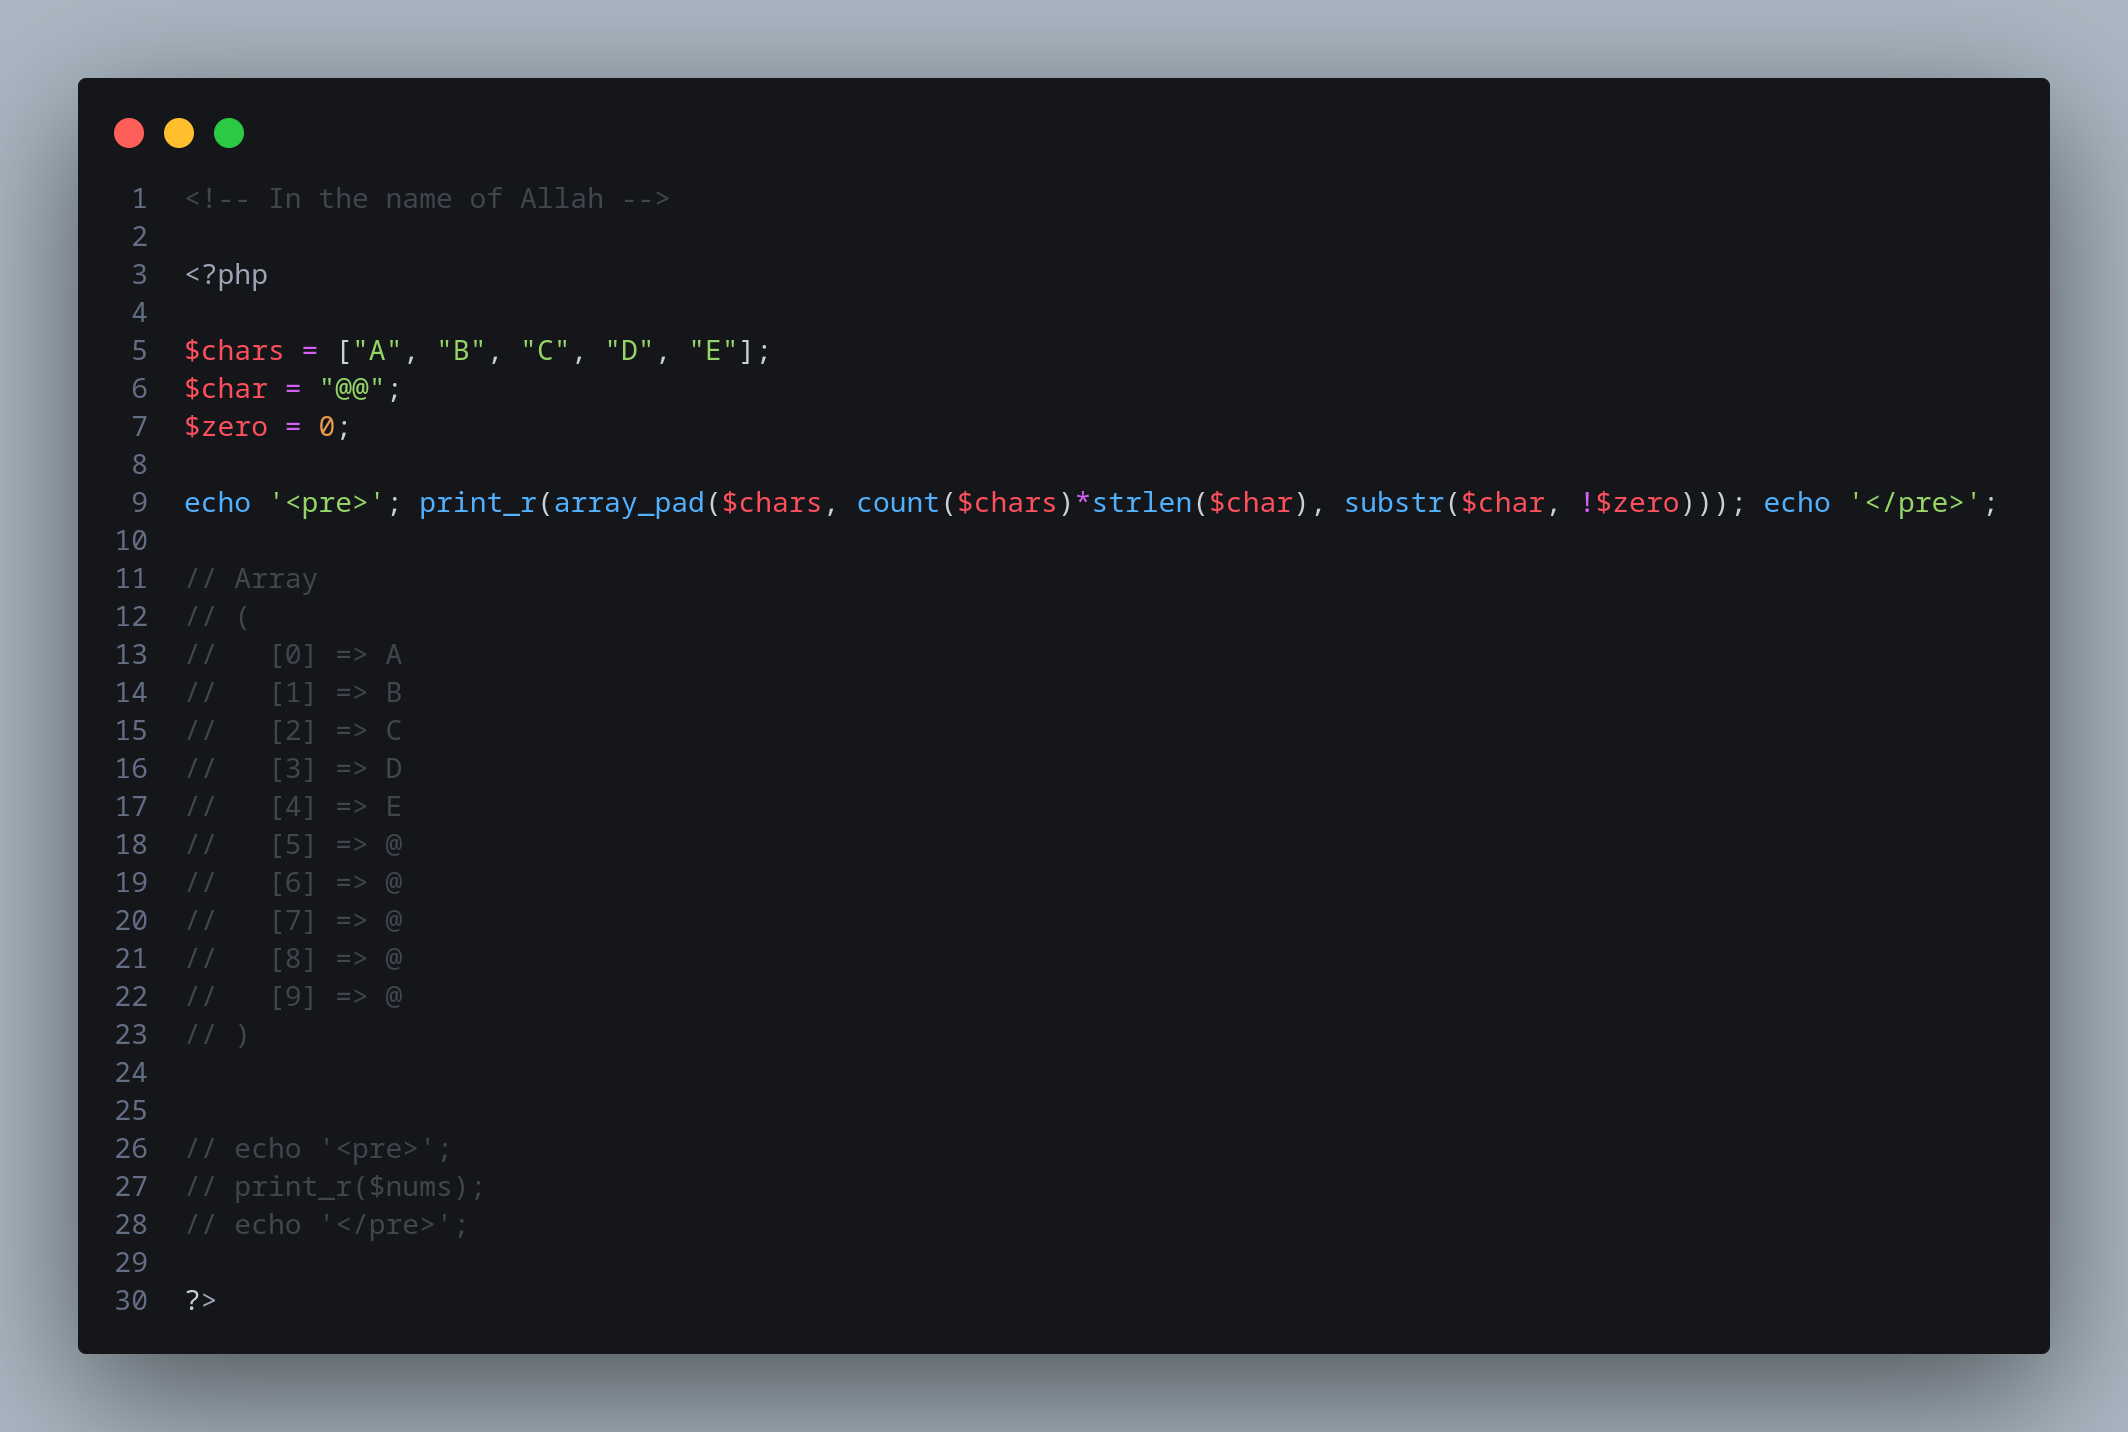 1 <!-- In the name of Allah -->
2
3 <?php
4
5 $chars = ["A", "B", "C", "D", "E"];
6 $char = "@@";
7 $zero = 0;
8
9 echo '<pre>'; print_r(array_pad($chars, count($chars)*strlen($char), substr($char, !$zero))); echo '</pre>';
10
11 // Array
12 // (
13 //   [0] => A
14 //   [1] => B
15 //   [2] => C
16 //   [3] => D
17 //   [4] => E
18 //   [5] => @
19 //   [6] => @
20 //   [7] => @
21 //   [8] => @
22 //   [9] => @
23 // )
24
25
26 // echo '<pre>';
27 // print_r($nums);
28 // echo '</pre>';
29
30 ?>